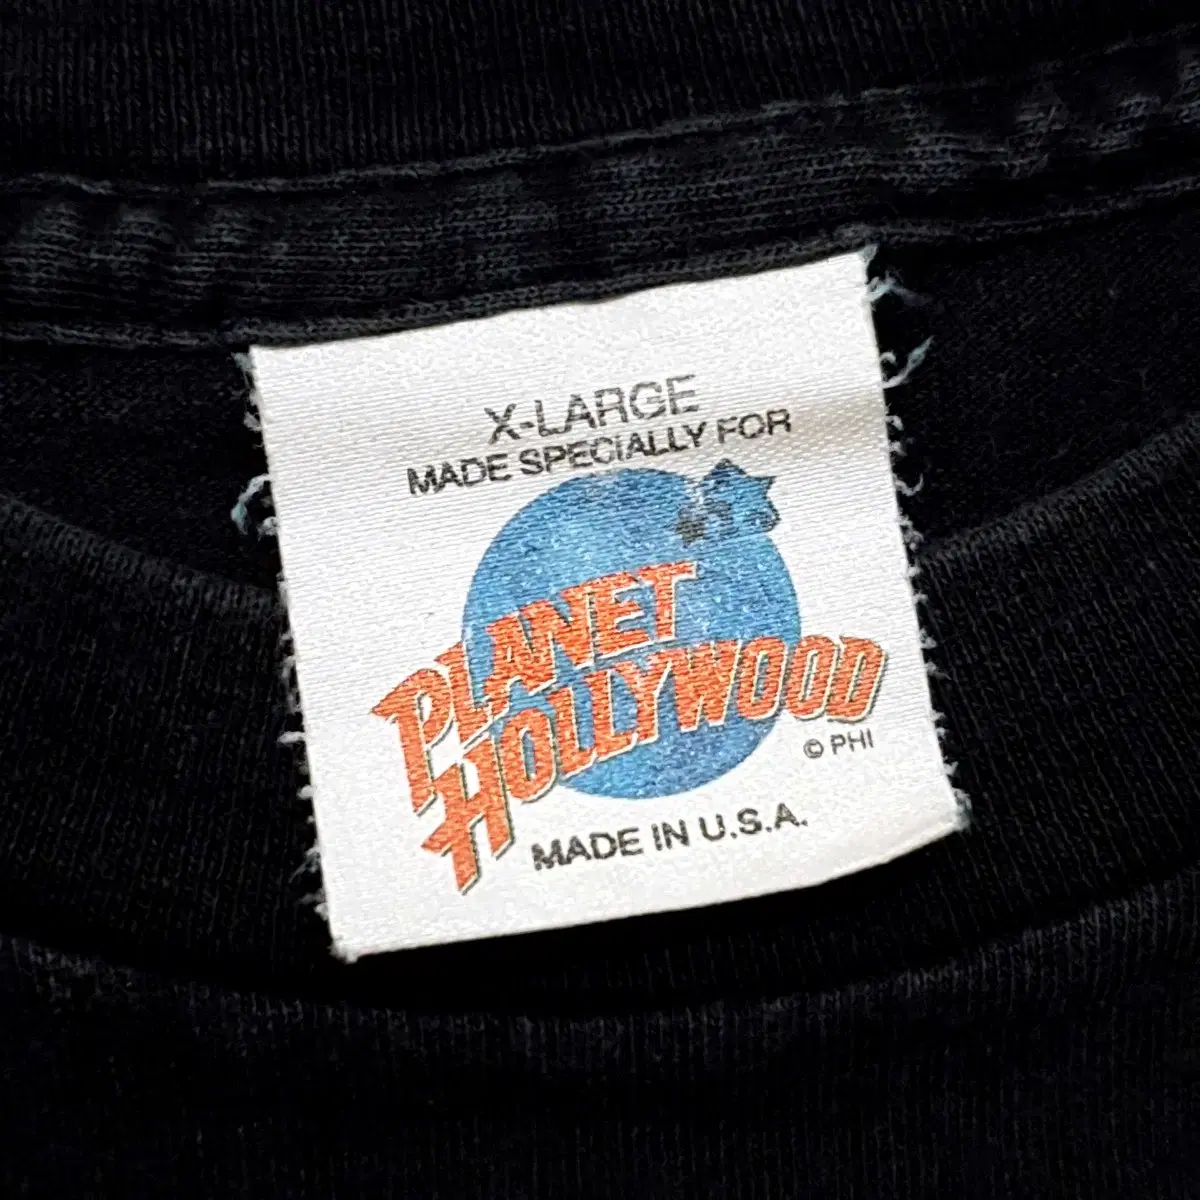 X-LARGE
MADE SPECIALLY FOR
PLANET
HOLLYWOOD
© PHI
MADE IN U.S.A.